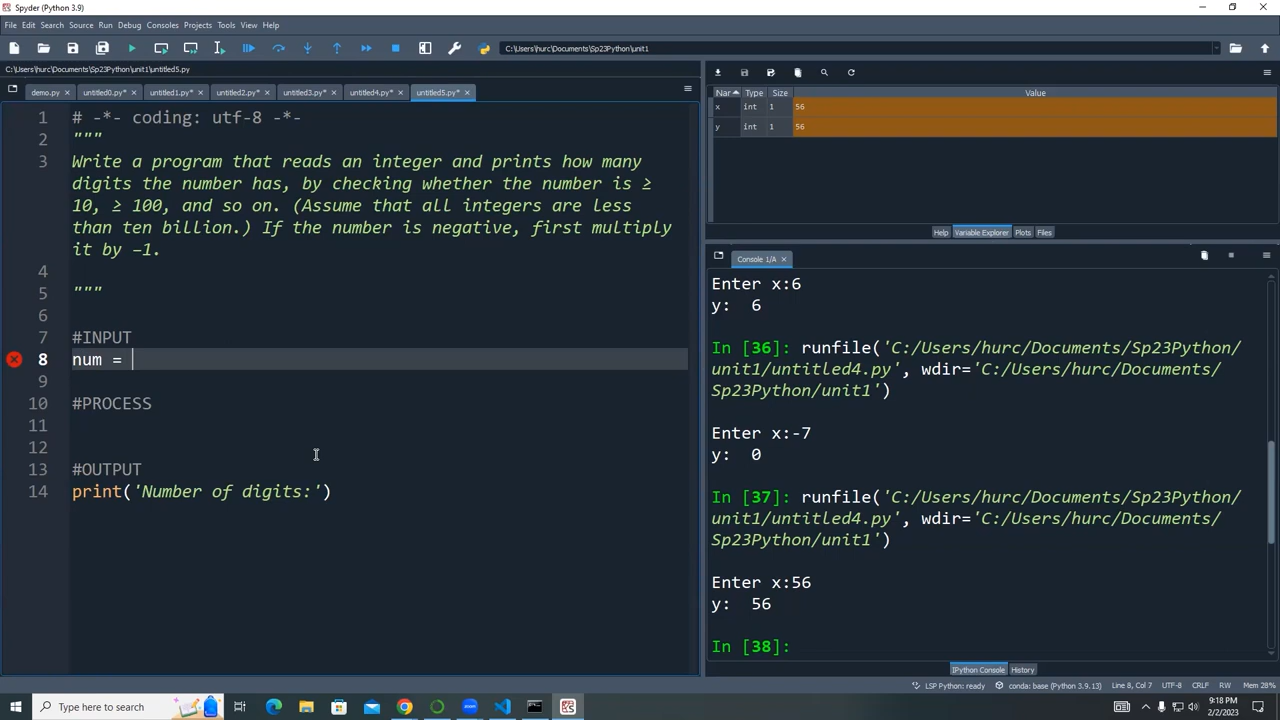 Spyder (Python 3.9)
File Edit Search Source Run Debug Consoles Projects Tools View Help
C:\Users\hurc\Documents\Sp23Python\unit1
C:\Users\hurc\Documents\Sp23Python\unit1\untitled5.py
demo.py untitled0.py* untitled1.py* untitled2.py* untitled3.py* untitled4.py* untitled5.py*
1 # -*- coding: utf-8 -*-
2 """
3 Write a program that reads an integer and prints how many
digits the number has, by checking whether the number is ≥
10, ≥ 100, and so on. (Assume that all integers are less
than ten billion.) If the number is negative, first multiply
it by −1.
4
5 """
6
7 #INPUT
8 num =
9
10 #PROCESS
11
12
13 #OUTPUT
14 print('Number of digits:')
Nar Type Size Value
x int 1 56
y int 1 56
Help Variable Explorer Plots Files
Console 1/A
Enter x:6
y:  6
In [36]: runfile('C:/Users/hurc/Documents/Sp23Python/
unit1/untitled4.py', wdir='C:/Users/hurc/Documents/
Sp23Python/unit1')
Enter x:-7
y:  0
In [37]: runfile('C:/Users/hurc/Documents/Sp23Python/
unit1/untitled4.py', wdir='C:/Users/hurc/Documents/
Sp23Python/unit1')
Enter x:56
y:  56
In [38]:
IPython Console History
LSP Python: ready conda: base (Python 3.9.13) Line 8, Col 7 UTF-8 CRLF RW Mem 28%
Type here to search
9:18 PM
2/2/2023